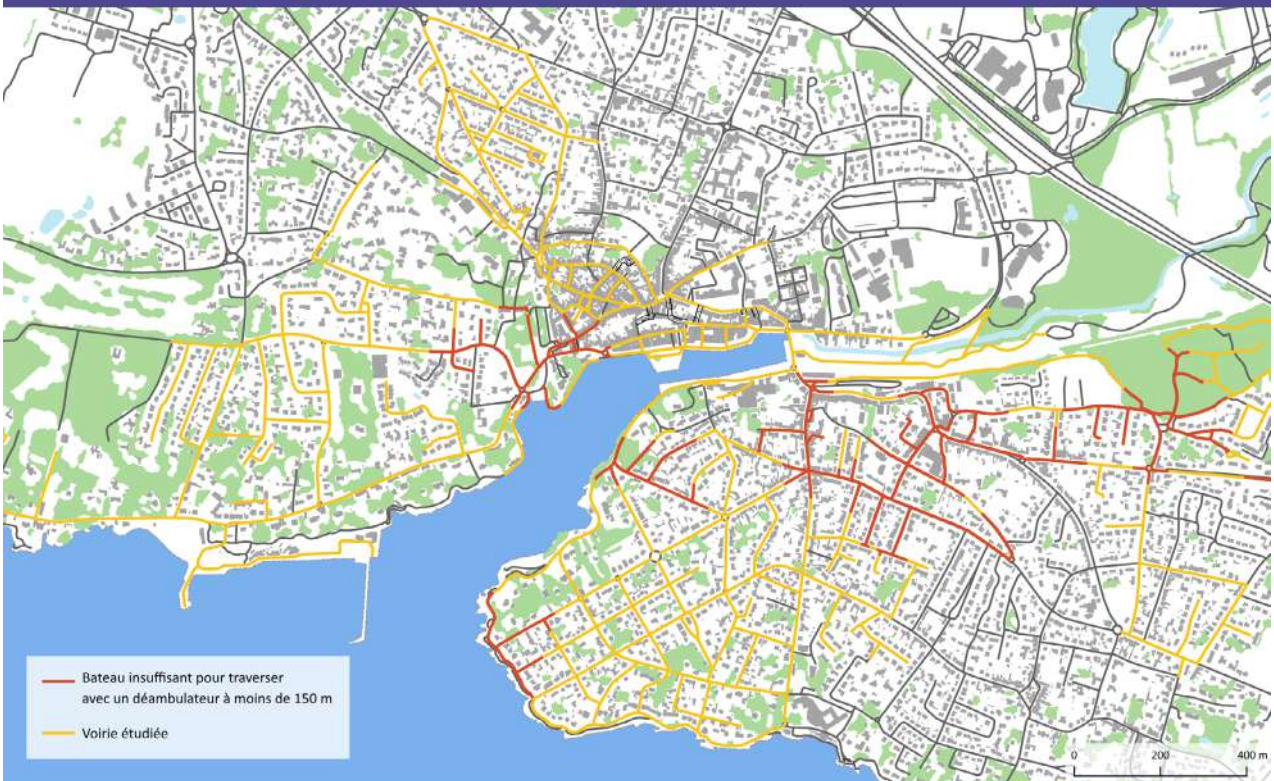 Bateau insuffisant pour traverser
avec un déambulateur à moins de 150 m
Voirie étudiée
0 200 400 m